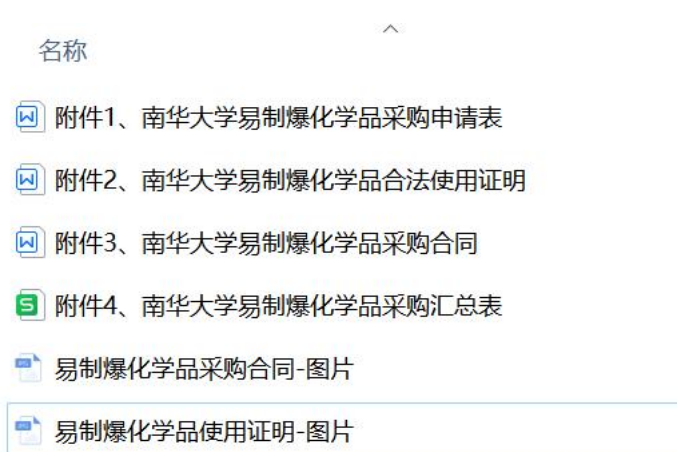 名称
附件1、南华大学易制爆化学品采购申请表
附件2、南华大学易制爆化学品合法使用证明
附件3、南华大学易制爆化学品采购合同
附件4、南华大学易制爆化学品采购汇总表
易制爆化学品采购合同-图片
易制爆化学品使用证明-图片